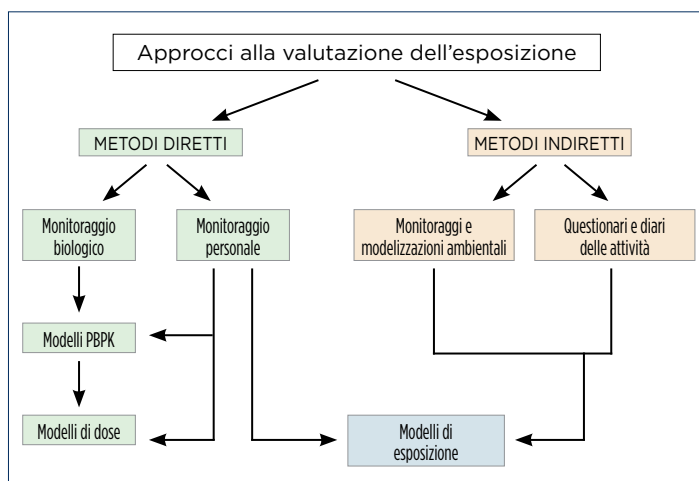 Approcci alla valutazione dell'esposizione
METODI DIRETTI
METODI INDIRETTI
Monitoraggio
biologico
Monitoraggio
personale
Monitoraggi e
modelizzazioni ambientali
Questionari e diari
delle attività
Modelli PBPK
Modelli di dose
Modelli di
esposizione